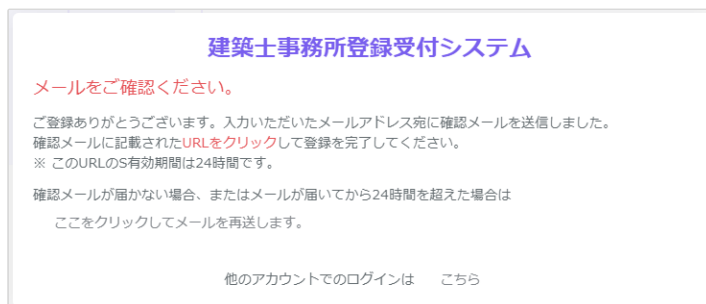 建築士事務所登録受付システム
メールをご確認ください。
ご登録ありがとうございます。入力いただいたメールアドレス宛に確認メールを送信しました。
確認メールに記載されたURLをクリックして登録を完了してください。
※ このURLのS有効期間は24時間です。
確認メールが届かない場合、またはメールが届いてから24時間を超えた場合は
ここをクリックしてメールを再送します。
他のアカウントでのログインは こちら